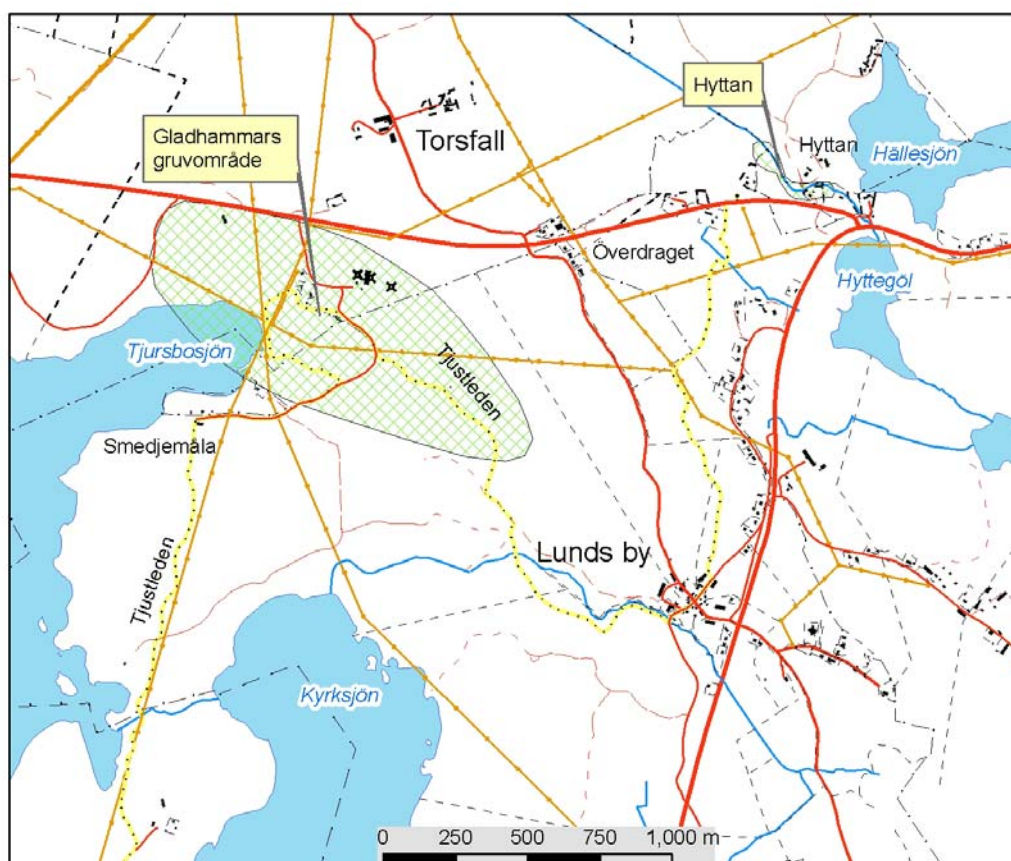 Hyttan
Gladhammars
gruvområde
Torsfall
Hyttan
Hällesjön
Överdraget
Hyttegöl
Tjursbosjön
Tjustleden
Smedjemåla
Lunds by
Tjustleden
Kyrksjön
0 250 500 750 1,000 m